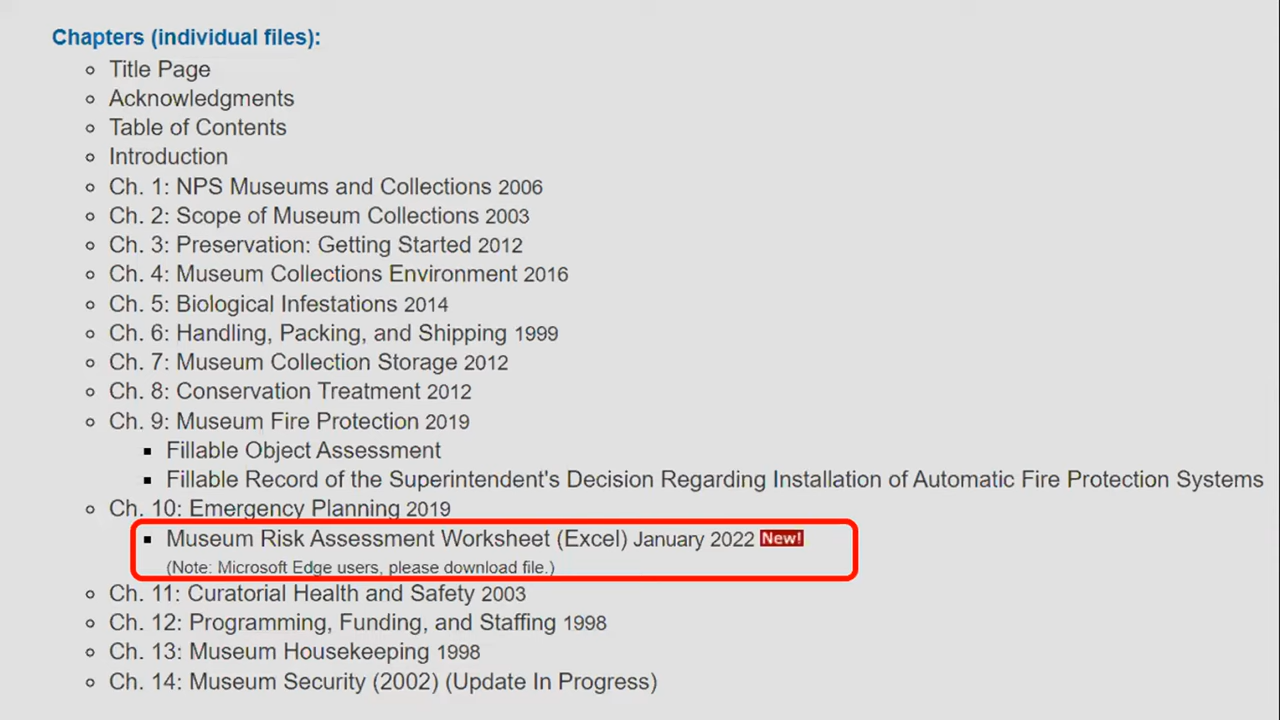 Chapters (individual files):
Title Page
Acknowledgments
Table of Contents
Introduction
Ch. 1: NPS Museums and Collections 2006
Ch. 2: Scope of Museum Collections 2003
Ch. 3: Preservation: Getting Started 2012
Ch. 4: Museum Collections Environment 2016
Ch. 5: Biological Infestations 2014
Ch. 6: Handling, Packing, and Shipping 1999
Ch. 7: Museum Collection Storage 2012
Ch. 8: Conservation Treatment 2012
Ch. 9: Museum Fire Protection 2019
Fillable Object Assessment
Fillable Record of the Superintendent's Decision Regarding Installation of Automatic Fire Protection Systems
Ch. 10: Emergency Planning 2019
Museum Risk Assessment Worksheet (Excel) January 2022 New!
(Note: Microsoft Edge users, please download file.)
Ch. 11: Curatorial Health and Safety 2003
Ch. 12: Programming, Funding, and Staffing 1998
Ch. 13: Museum Housekeeping 1998
Ch. 14: Museum Security (2002) (Update In Progress)